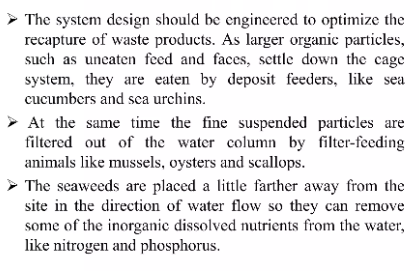 ➤ The system design should be engineered to optimize the
recapture of waste products. As larger organic particles,
such as uneaten feed and faces, settle down the cage
system, they are eaten by deposit feeders, like sea
cucumbers and sea urchins.
➤ At the same time the fine suspended particles are
filtered out of the water column by filter-feeding
animals like mussels, oysters and scallops.
➤ The seaweeds are placed a little farther away from the
site in the direction of water flow so they can remove
some of the inorganic dissolved nutrients from the water,
like nitrogen and phosphorus.